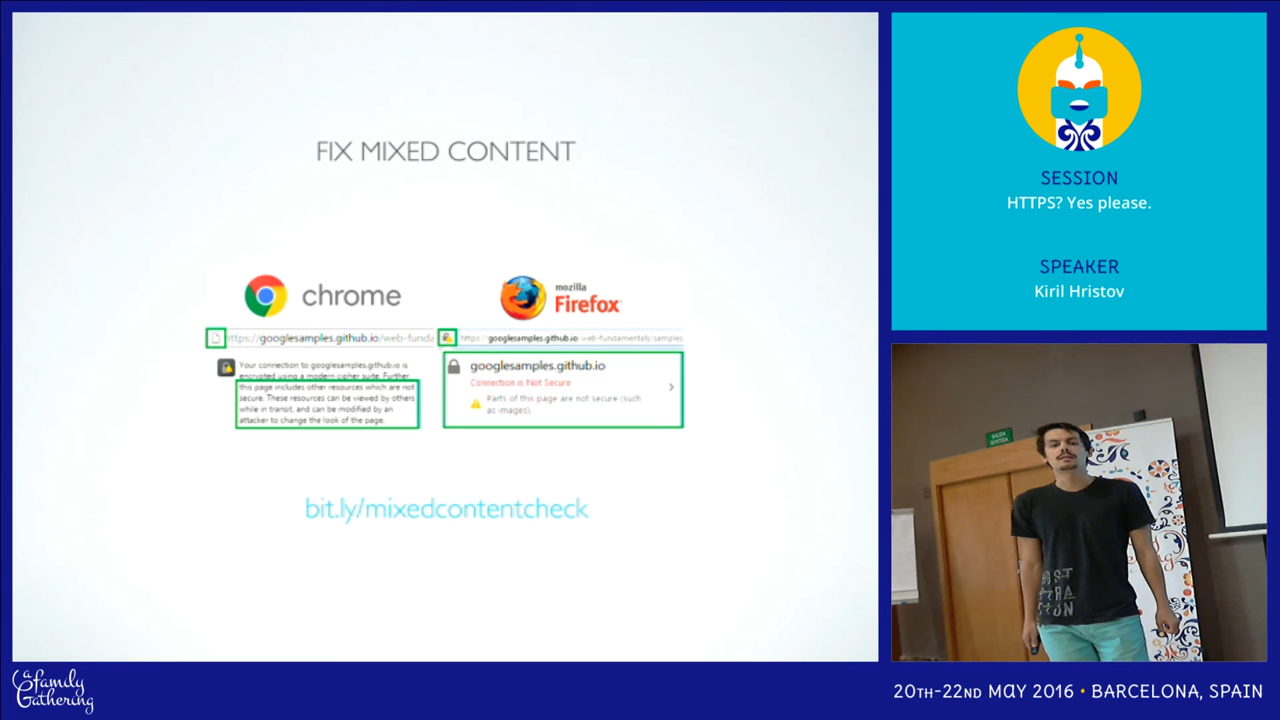 FIX MIXED CONTENT
chrome
mozilla
Firefox
https://googlesamples.github.io/web-funda
https://googlesamples.github.io/web-fundamentals/samples
Your connection to googlesamples.github.io is
encrypted using a modern cipher suite. Further
this page includes other resources which are not
secure. These resources can be viewed by others
while in transit, and can be modified by an
attacker to change the look of the page.
googlesamples.github.io
Connection is Not Secure
Parts of this page are not secure (such
as images).
bit.ly/mixedcontentcheck
SESSION
HTTPS? Yes please.
SPEAKER
Kiril Hristov
SALIDA
a family
Gathering
20TH-22ND MAY 2016 • BARCELONA, SPAIN